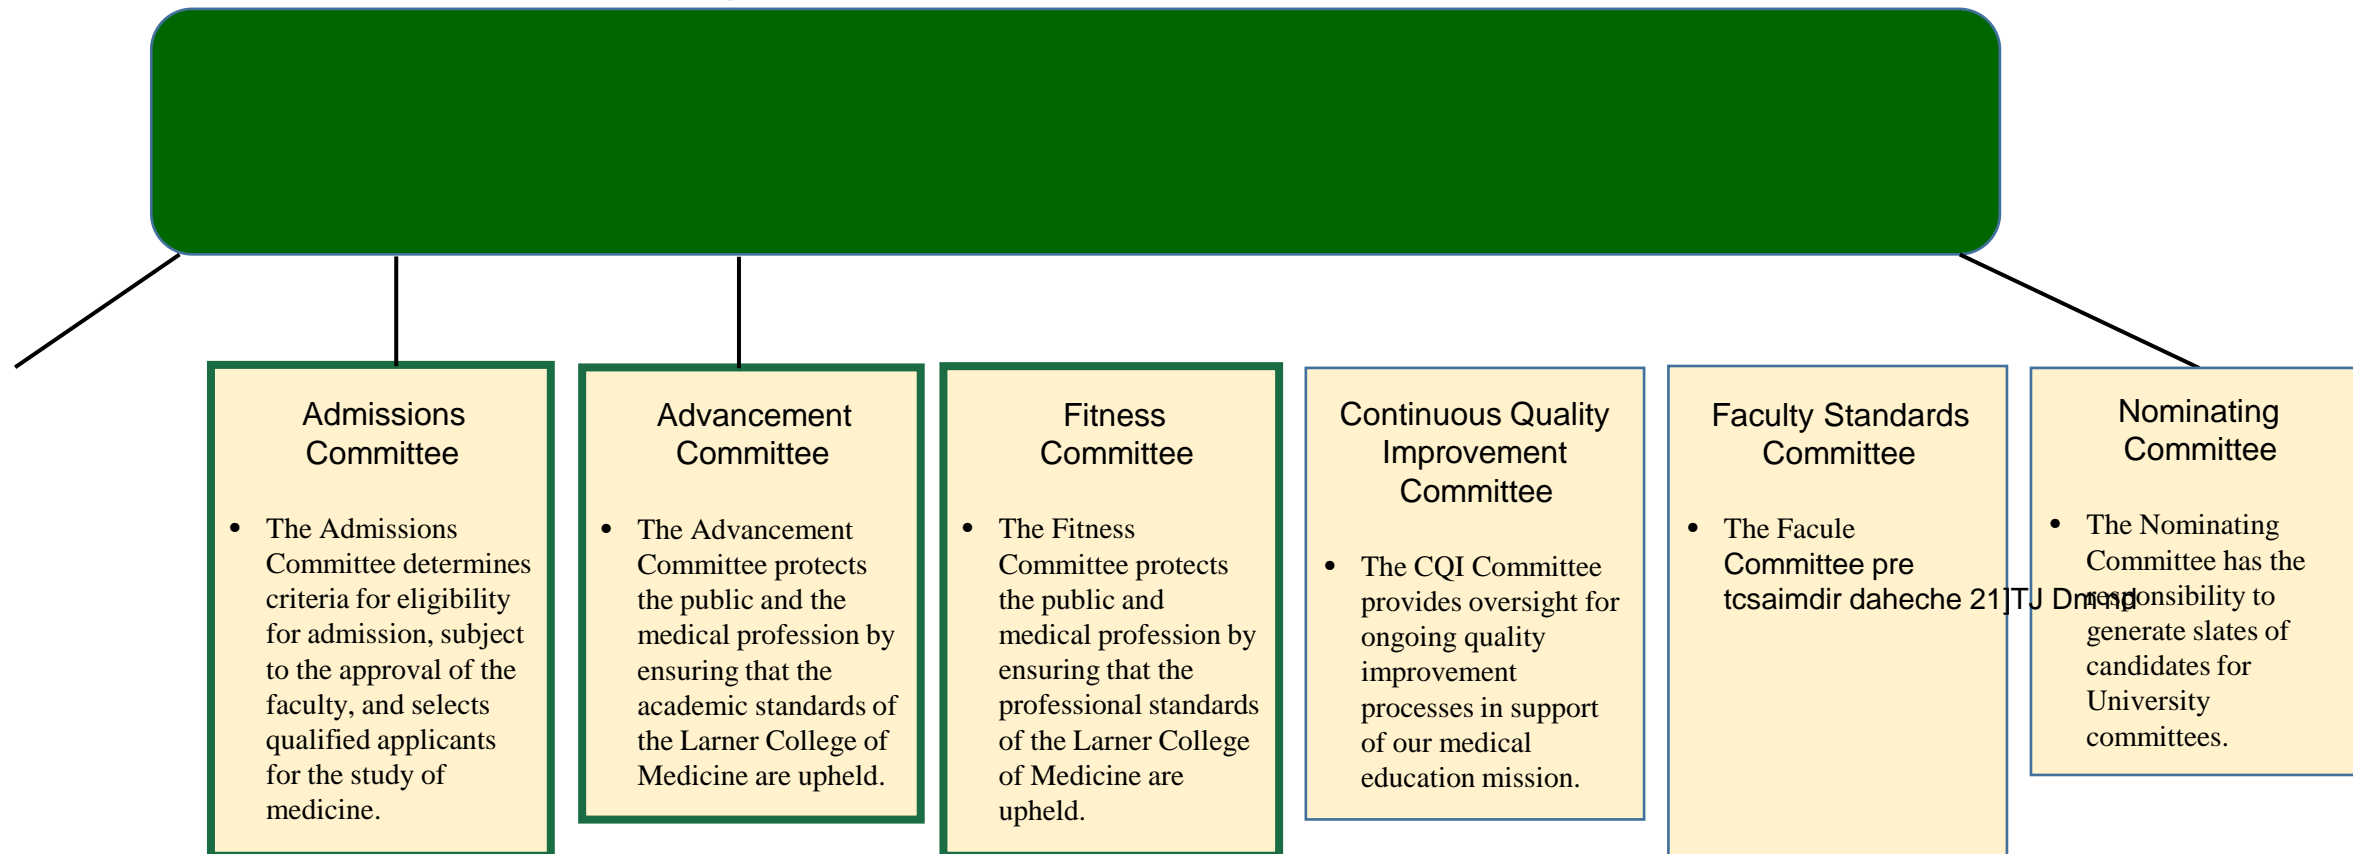 Admissions
Committee
• The Admissions
Committee determines
criteria for eligibility
for admission, subject
to the approval of the
faculty, and selects
qualified applicants
for the study of
medicine.
Advancement
Committee
• The Advancement
Committee protects
the public and the
medical profession by
ensuring that the
academic standards of
the Larner College of
Medicine are upheld.
Fitness
Committee
• The Fitness
Committee protects
the public and
medical profession by
ensuring that the
professional standards
of the Larner College
of Medicine are
upheld.
Continuous Quality
Improvement
Committee
• The CQI Committee
provides oversight for
ongoing quality
improvement
processes in support
of our medical
education mission.
Faculty Standards
Committee
• The Facule
Committee pre
tcsaimdir daheche 21]TJ
Nominating
Committee
• The Nominating
Committee has the
responsibility to
generate slates of
candidates for
University
committees.